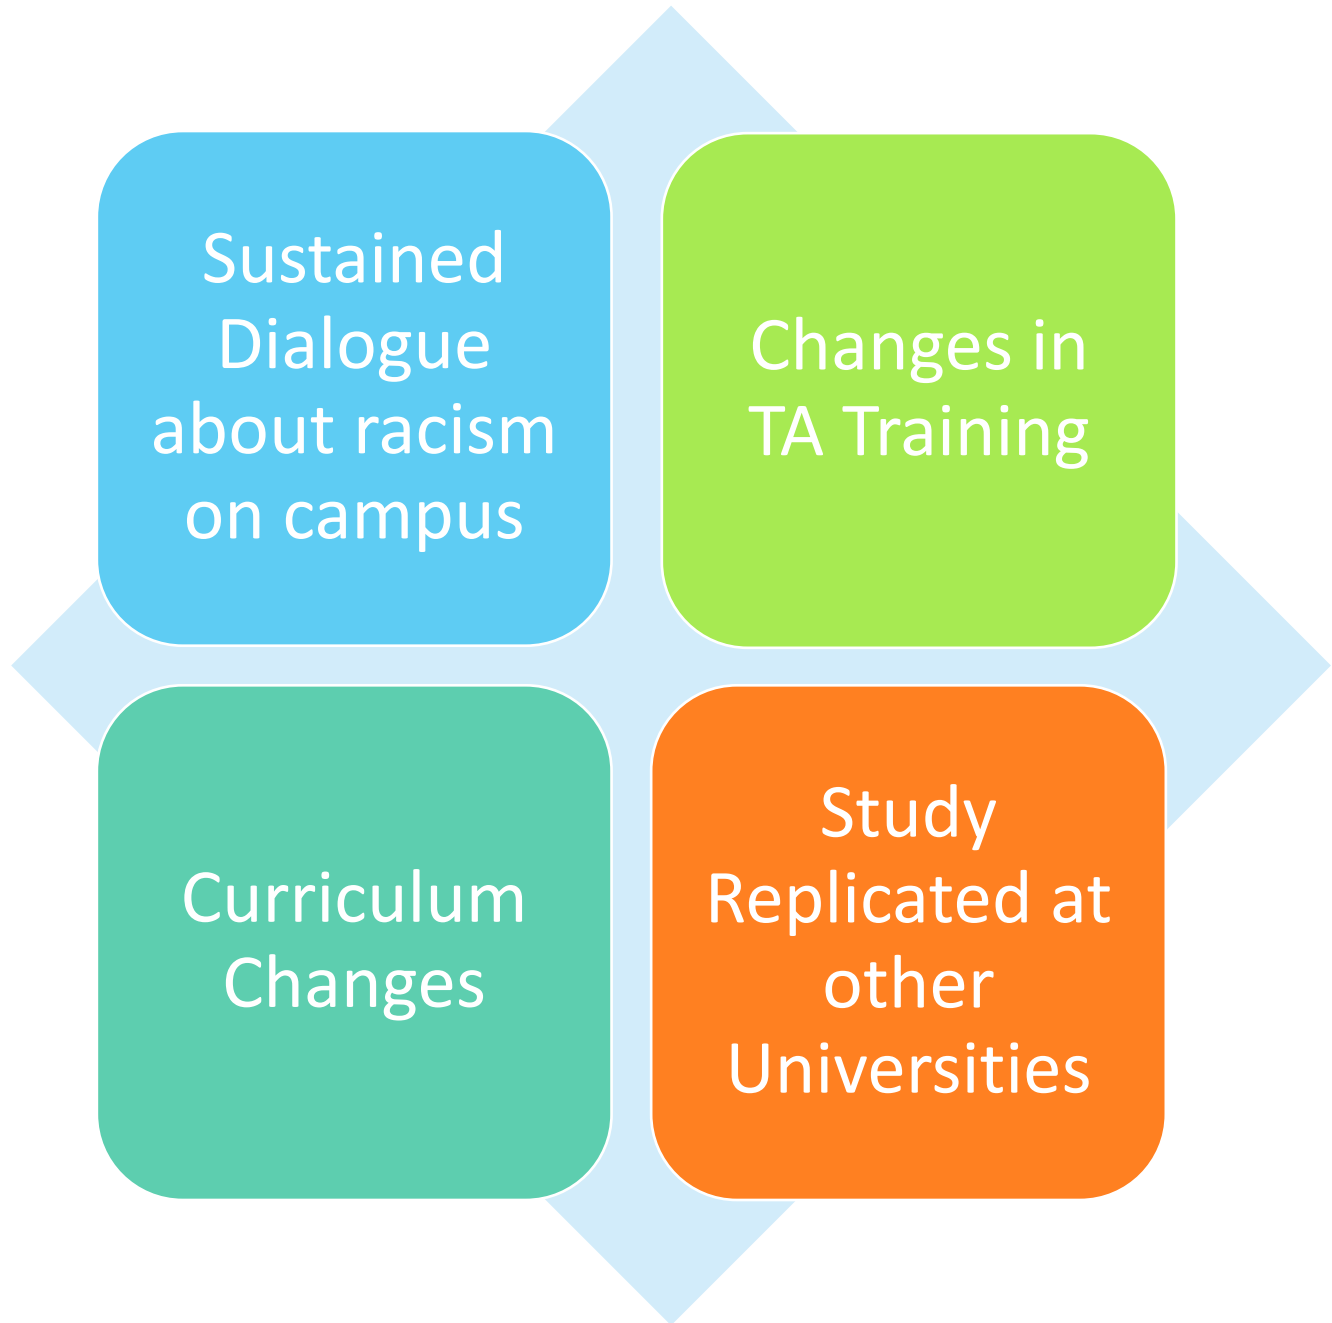 Sustained
Dialogue
about racism
on campus
Changes in
TA Training
Curriculum
Changes
Study
Replicated at
other
Universities